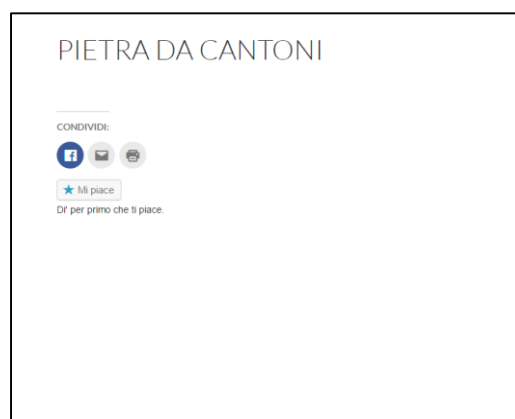 PIETRA DA CANTONI
CONDIVIDI:
Mi piace
Di' per primo che ti piace.